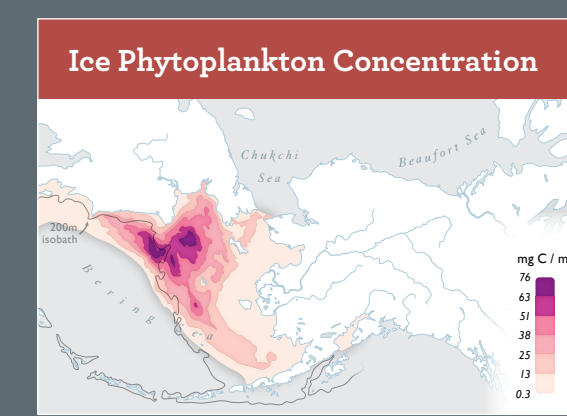 Ice Phytoplankton Concentration
Chukchi
Sea
Beaufort Sea
200m
isobath
Bering Sea
mg C / m
76
63
51
38
25
13
0.3